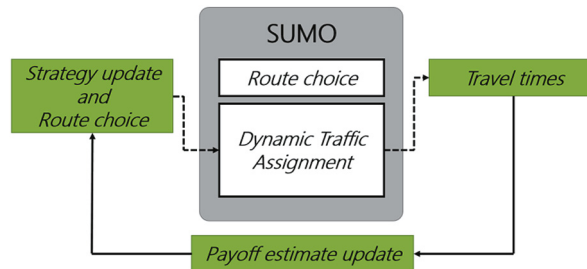 SUMO
Strategy update
and
Route choice
Route choice
Dynamic Traffic
Assignment
Travel times
Payoff estimate update